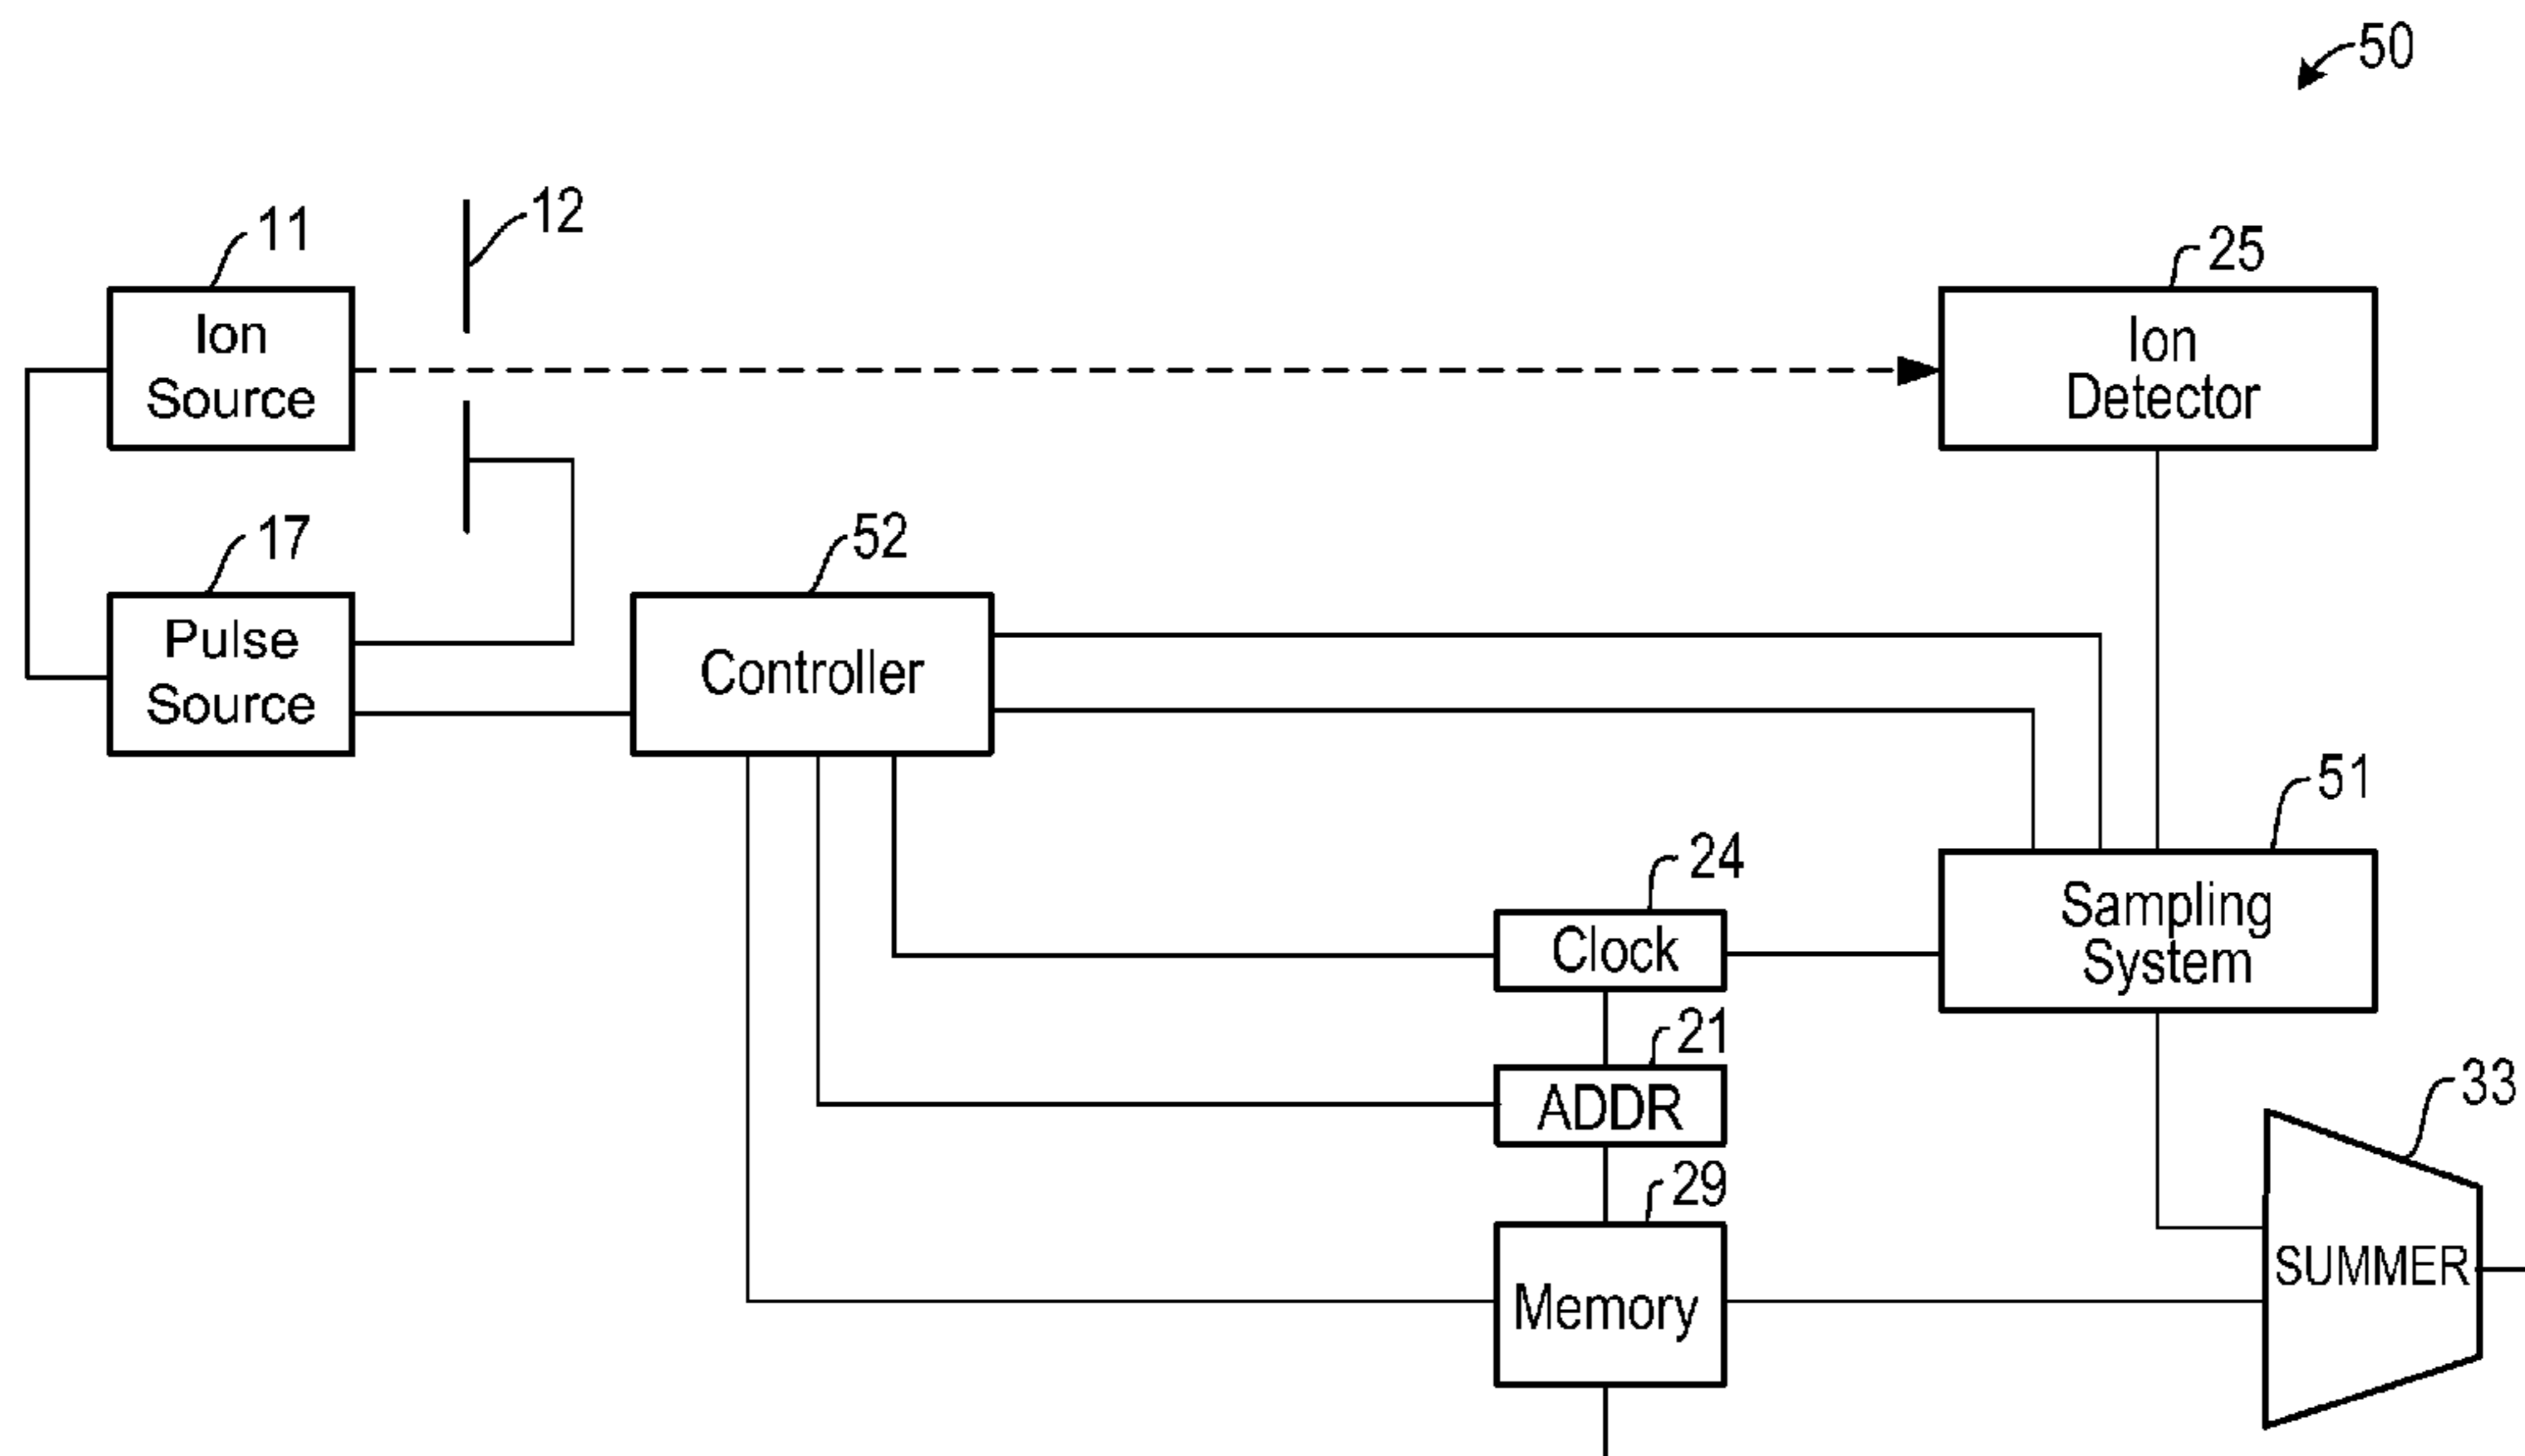 50
12
11
25
Ion
Source
Ion
Detector
17
52
Pulse
Source
Controller
51
24
Sampling
System
Clock
21
ADDR
33
29
SUMMER
Memory